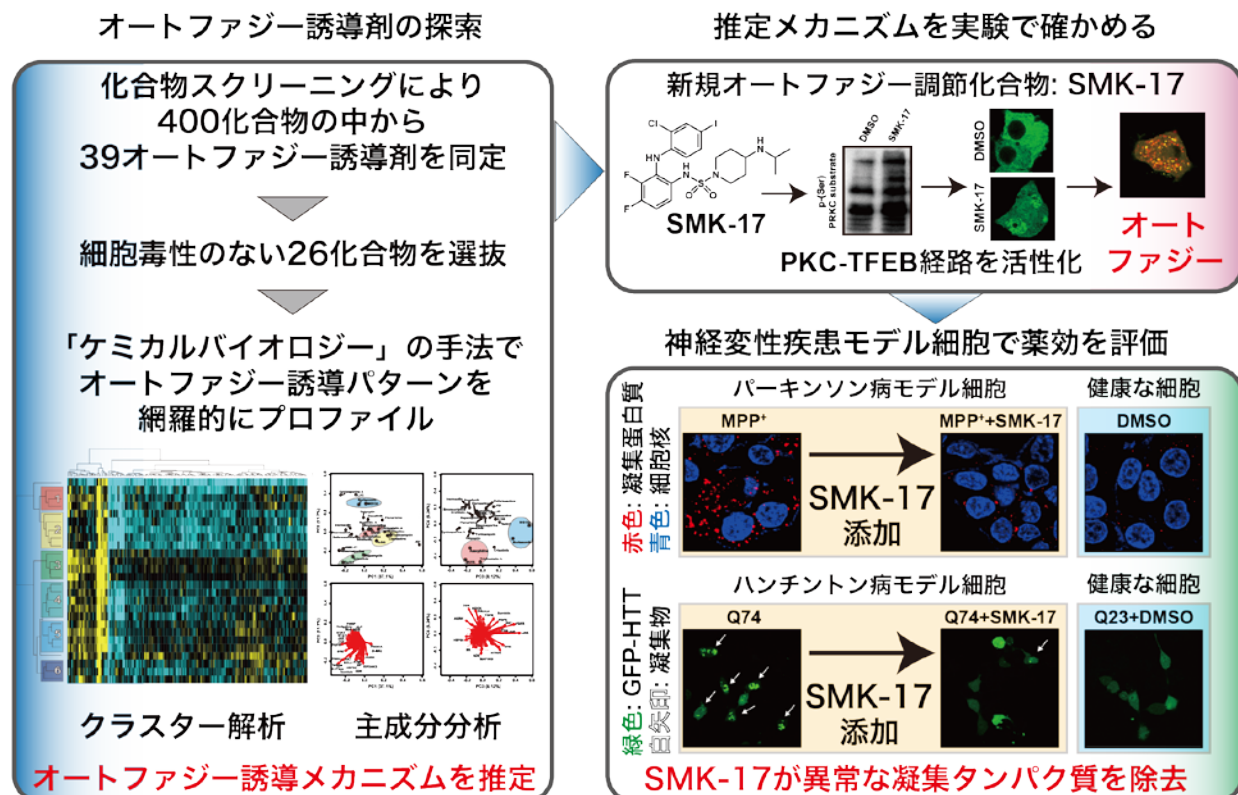 オートファジー誘導剤の探索
化合物スクリーニングにより
400化合物の中から
39オートファジー誘導剤を同定
細胞毒性のない26化合物を選抜
「ケミカルバイオロジー」の手法で
オートファジー誘導パターンを
網羅的にプロファイル
クラスター解析
主成分分析
オートファジー誘導メカニズムを推定
推定メカニズムを実験で確かめる
新規オートファジー調節化合物: SMK-17
Cl
I
H
N
F
F
H
N
S
O
O
N
H
N
SMK-17
DMSO
SMK-17
p-(Ser)
PRKC substrate
DMSO
SMK-17
PKC-TFEB経路を活性化
オート
ファジー
神経変性疾患モデル細胞で薬効を評価
赤色: 凝集蛋白質
青色: 細胞核
パーキンソン病モデル細胞
健康な細胞
MPP+
MPP++SMK-17
DMSO
SMK-17
添加
緑色: GFP-HTT
白矢印: 凝集物
ハンチントン病モデル細胞
健康な細胞
Q74
Q74+SMK-17
Q23+DMSO
SMK-17
添加
SMK-17が異常な凝集タンパク質を除去